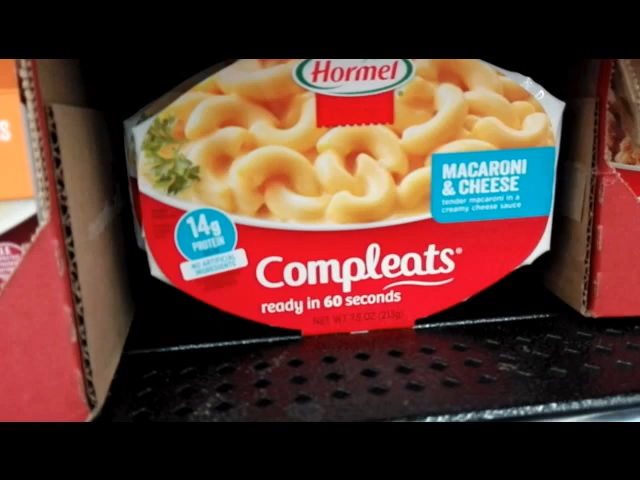 Hormel
MACARONI
& CHEESE
tender macaroni in a
creamy cheese sauce
14g
PROTEIN
NO ARTIFICIAL
INGREDIENTS
Compleats®
ready in 60 seconds
NET WT 7.5 OZ (213g)
S